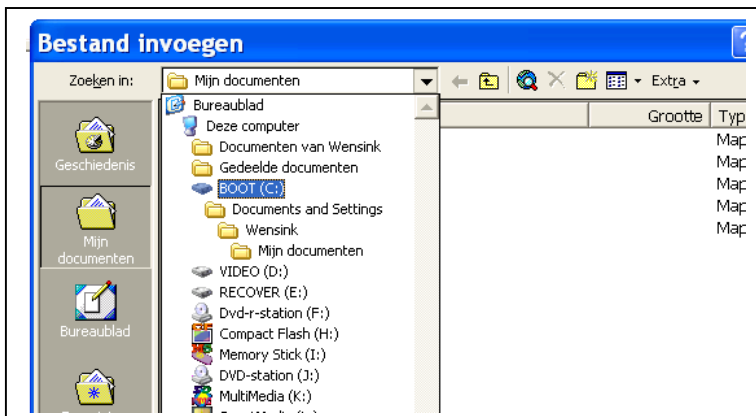 Bestand invoegen
?
Zoeken in:
Mijn documenten
Extra
Grootte
Typ
Bureaublad
Deze computer
Documenten van Wensink
Gedeelde documenten
BOOT (C:)
Documents and Settings
Wensink
Mijn documenten
VIDEO (D:)
RECOVER (E:)
Dvd-r-station (F:)
Compact Flash (H:)
Memory Stick (I:)
DVD-station (J:)
MultiMedia (K:)
Geschiedenis
Mijn
documenten
Bureaublad
Map
Map
Map
Map
Map